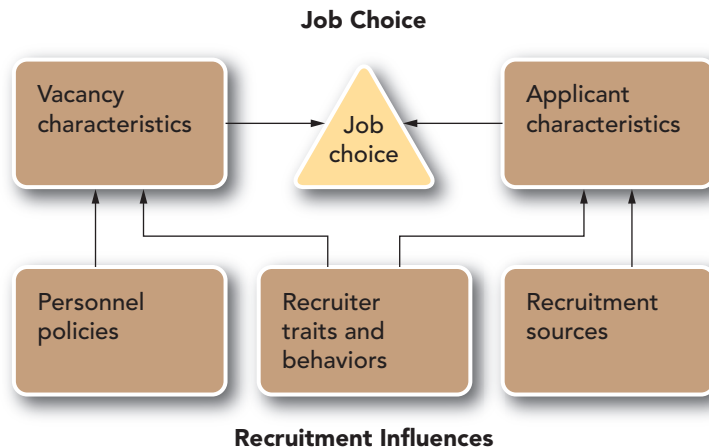 Job Choice
Vacancy
characteristics
Job
choice
Applicant
characteristics
Personnel
policies
Recruiter
traits and
behaviors
Recruitment
sources
Recruitment Influences